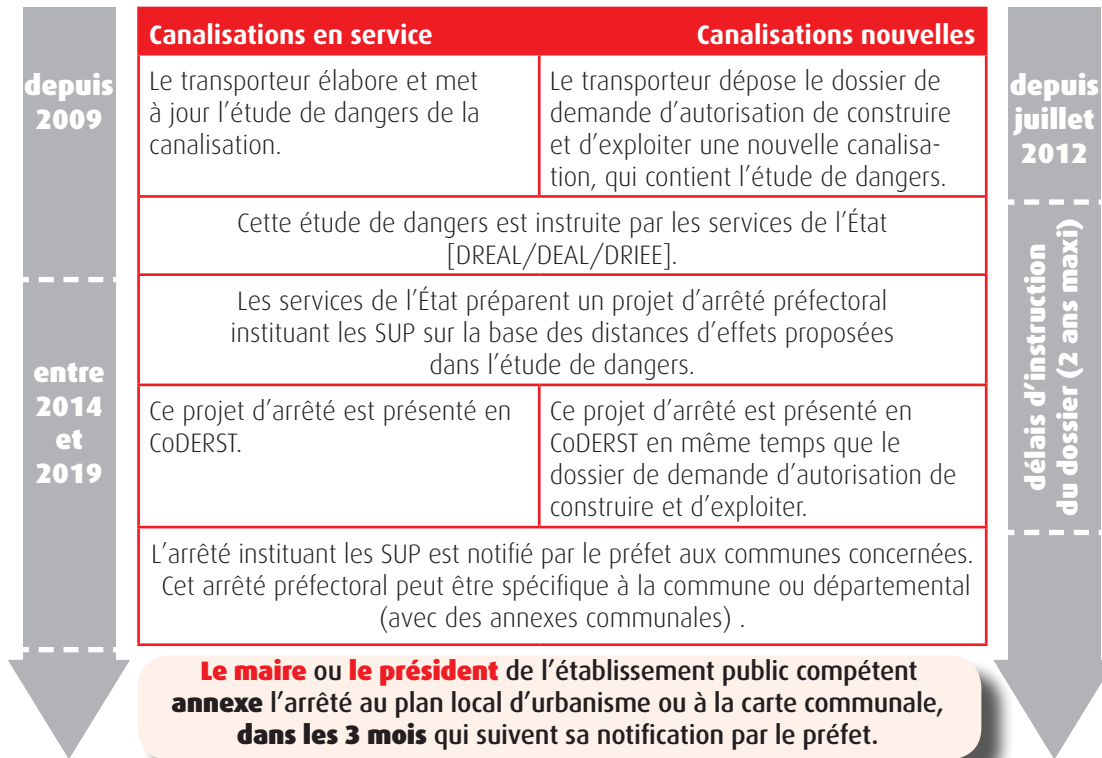 Canalisations en service
Canalisations nouvelles
depuis
2009
Le transporteur élabore et met
à jour l'étude de dangers de la
canalisation.
Le transporteur dépose le dossier de
demande d'autorisation de construire
et d'exploiter une nouvelle canalisa-
tion, qui contient l'étude de dangers.
depuis
juillet
2012
Cette étude de dangers est instruite par les services de l'État
[DREAL/DEAL/DRIEE].
Les services de l'État préparent un projet d'arrêté préfectoral
instituant les SUP sur la base des distances d'effets proposées
dans l'étude de dangers.
entre
2014
et
2019
Ce projet d'arrêté est présenté en
CoDERST.
Ce projet d'arrêté est présenté en
CoDERST en même temps que le
dossier de demande d'autorisation de
construire et d'exploiter.
délais d'instruction
du dossier (2 ans maxi)
L'arrêté instituant les SUP est notifié par le préfet aux communes concernées.
Cet arrêté préfectoral peut être spécifique à la commune ou départemental
(avec des annexes communales) .
Le maire ou le président de l'établissement public compétent
annexe l'arrêté au plan local d'urbanisme ou à la carte communale,
dans les 3 mois qui suivent sa notification par le préfet.